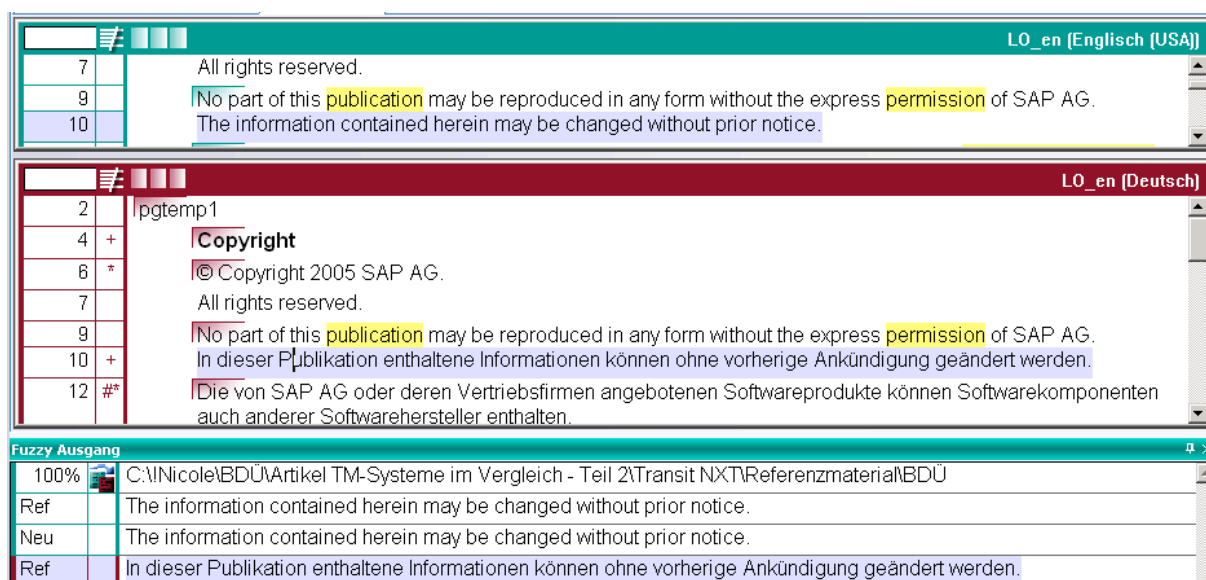 LO_en (Englisch (USA))
7 All rights reserved.
9 No part of this publication may be reproduced in any form without the express permission of SAP AG.
10 The information contained herein may be changed without prior notice.
LO_en (Deutsch)
2 pgtemp1
4 + Copyright
6 * © Copyright 2005 SAP AG.
7 All rights reserved.
9 No part of this publication may be reproduced in any form without the express permission of SAP AG.
10 + In dieser Publikation enthaltene Informationen können ohne vorherige Ankündigung geändert werden.
12 #* Die von SAP AG oder deren Vertriebsfirmen angebotenen Softwareprodukte können Softwarekomponenten
auch anderer Softwarehersteller enthalten.
Fuzzy Ausgang
100% C:\!Nicole\BDÜ\Artikel TM-Systeme im Vergleich - Teil 2\Transit NXT\Referenzmaterial\BDÜ
Ref The information contained herein may be changed without prior notice.
Neu The information contained herein may be changed without prior notice.
Ref In dieser Publikation enthaltene Informationen können ohne vorherige Ankündigung geändert werden.